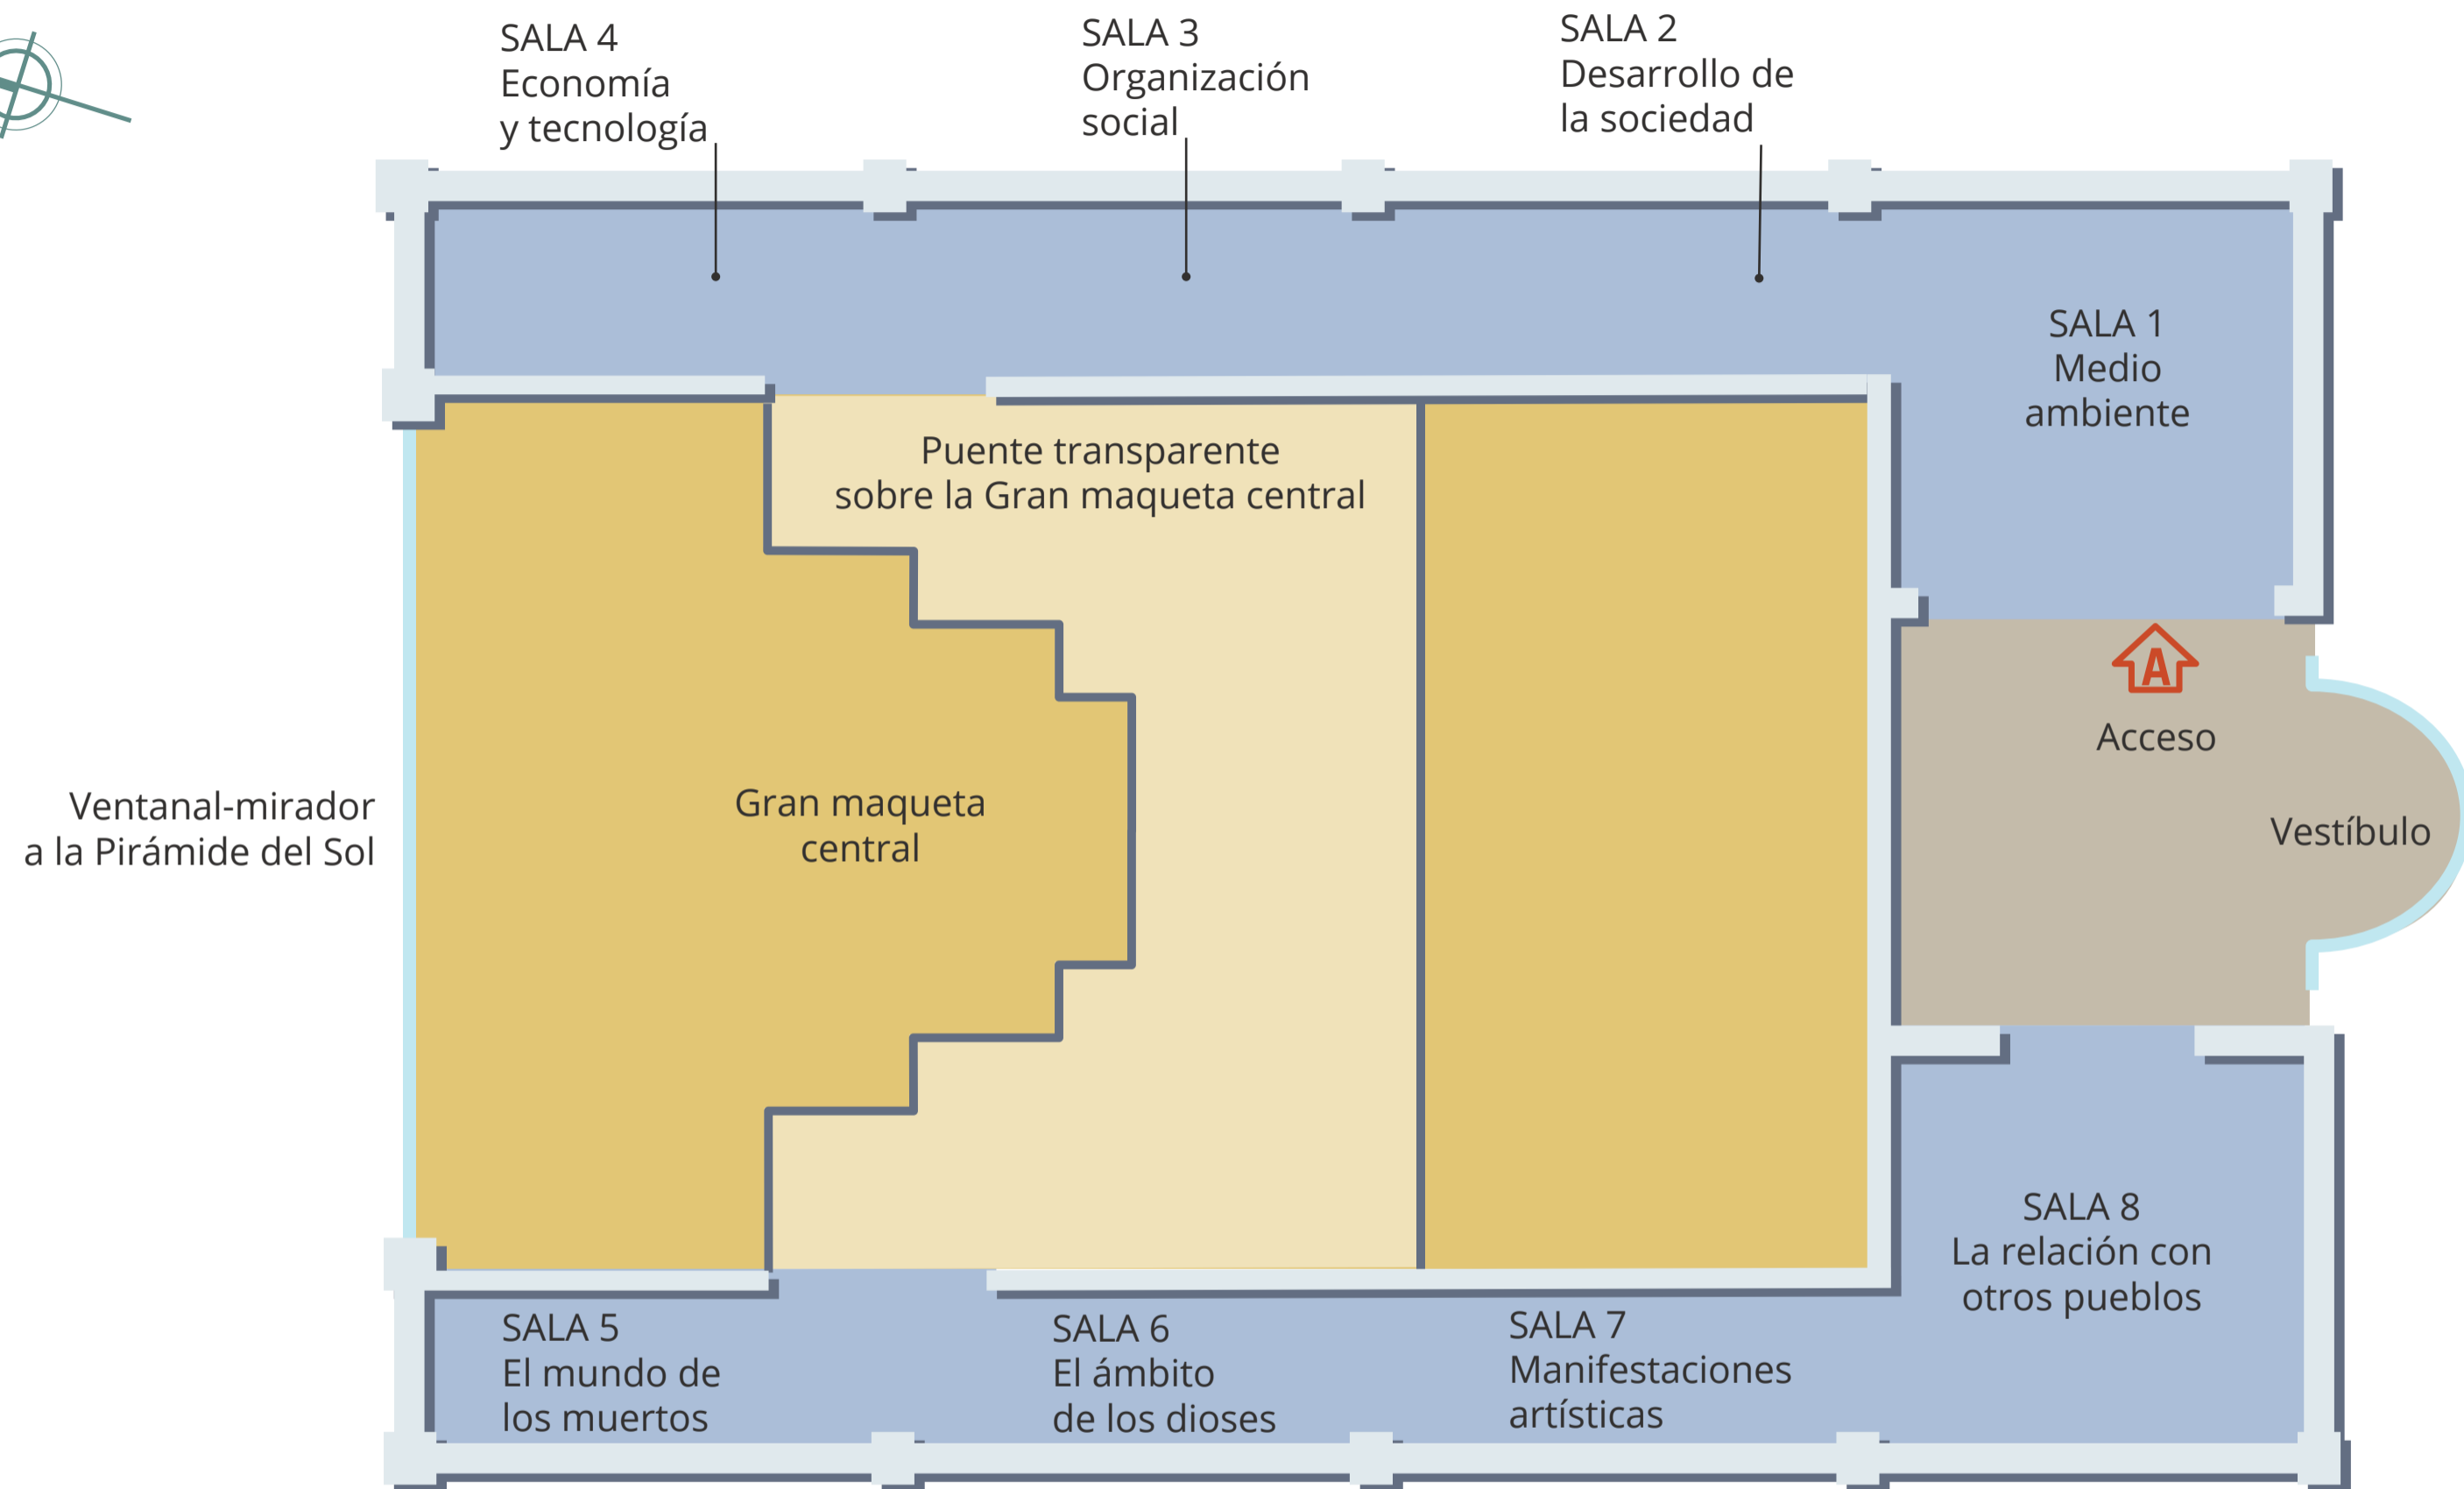 SALA 4
Economía
y tecnología
SALA 3
Organización
social
SALA 2
Desarrollo de
la sociedad
SALA 1
Medio
ambiente
Puente transparente
sobre la Gran maqueta central
A
Acceso
Vestíbulo
Gran maqueta
central
Ventanal-mirador
a la Pirámide del Sol
SALA 8
La relación con
otros pueblos
SALA 5
El mundo de
los muertos
SALA 6
El ámbito
de los dioses
SALA 7
Manifestaciones
artísticas